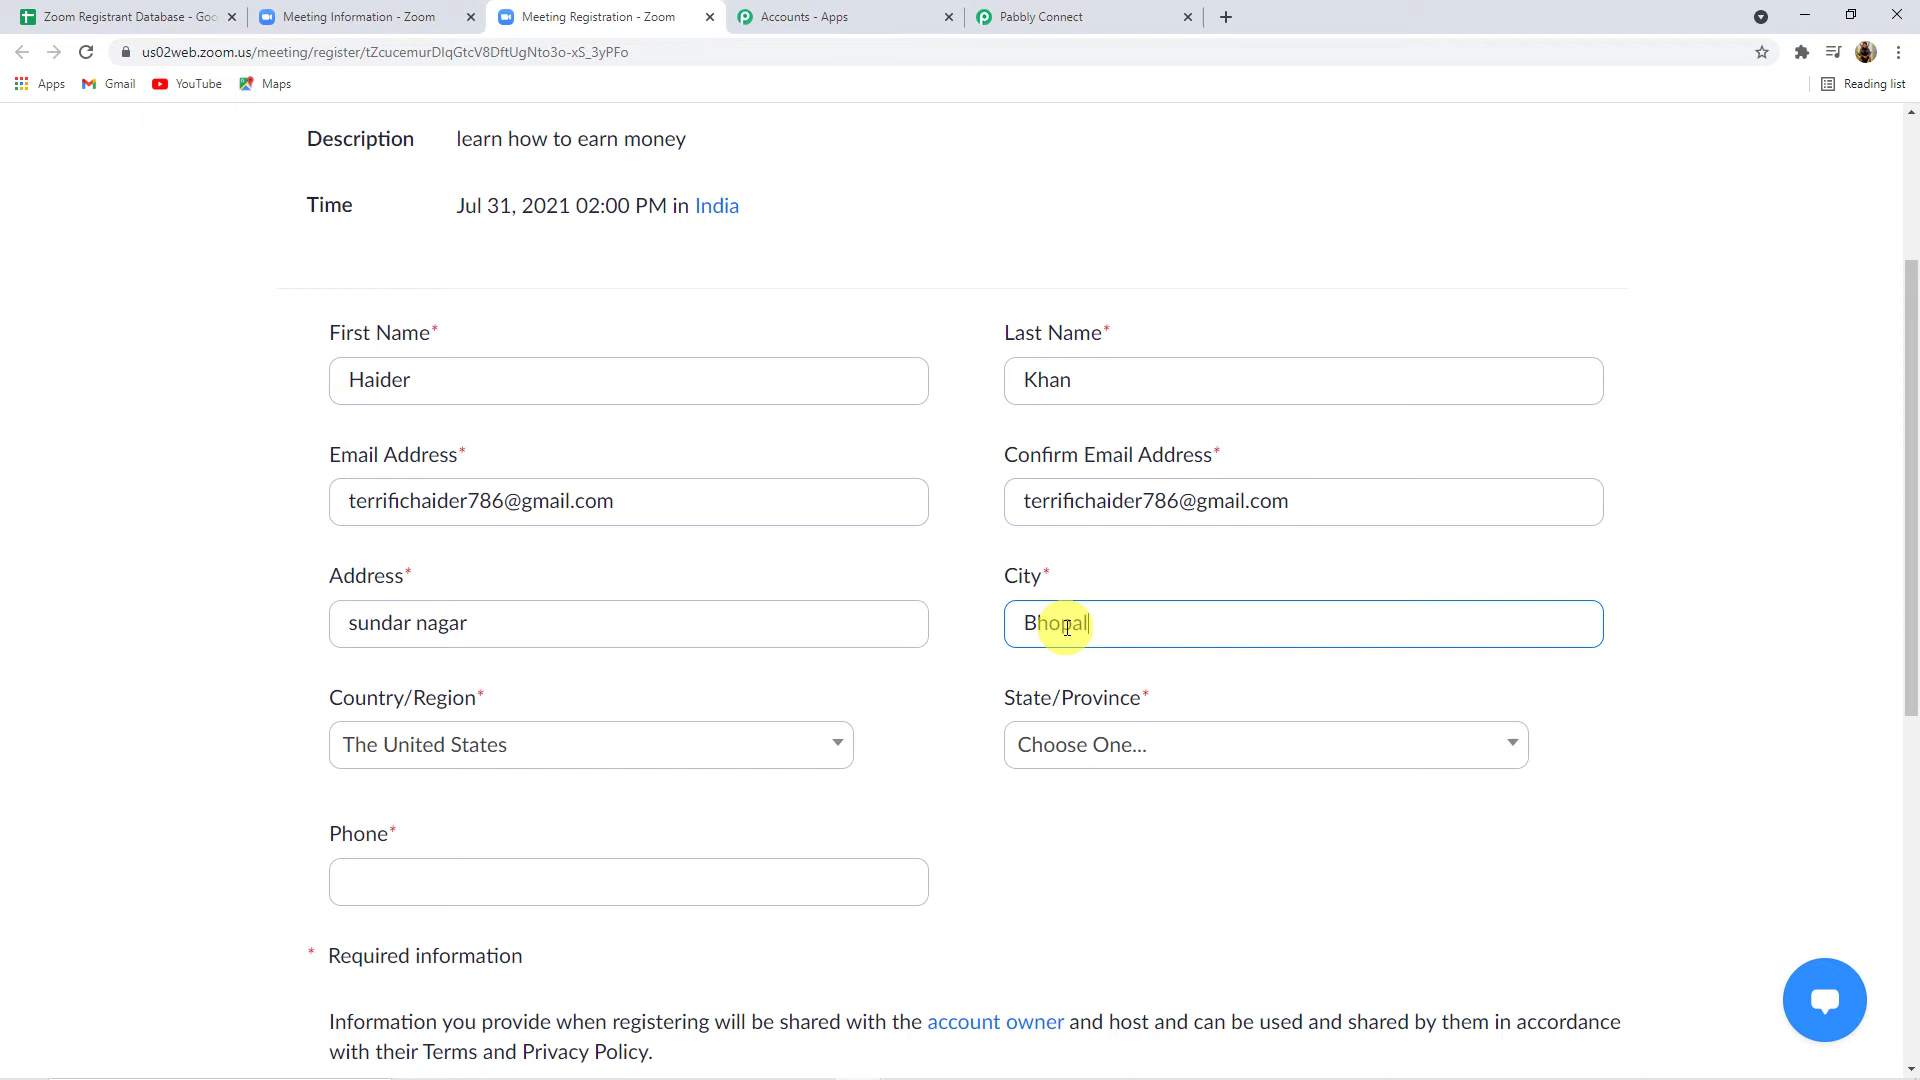 Zoom Registrant Database - Goo
Meeting Information - Zoom
Meeting Registration - Zoom
Accounts - Apps
Pabbly Connect
us02web.zoom.us/meeting/register/tZcucemurDIqGtcV8DftUgNto3o-xS_3yPFo
Apps
Gmail
YouTube
Maps
Reading list
Description learn how to earn money
Time Jul 31, 2021 02:00 PM in India
First Name* Last Name*
Haider Khan
Email Address* Confirm Email Address*
terrifichaider786@gmail.com terrifichaider786@gmail.com
Address* City*
sundar nagar Bhopal
Country/Region* State/Province*
The United States Choose One...
Phone*
* Required information
Information you provide when registering will be shared with the account owner and host and can be used and shared by them in accordance
with their Terms and Privacy Policy.